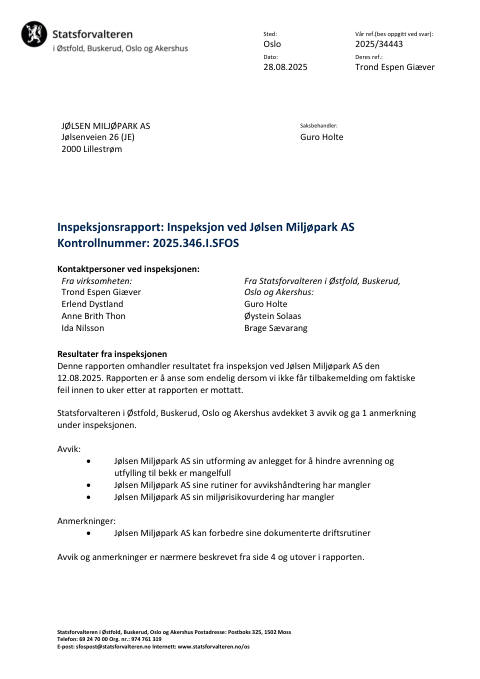 Statsforvalteren
i Østfold, Buskerud, Oslo og Akershus
Sted:
Oslo
Dato:
28.08.2025
Vår ref.(bes oppgitt ved svar):
2025/34443
Deres ref.:
Trond Espen Giæver
JØLSEN MILJØPARK AS
Jølsenveien 26 (JE)
2000 Lillestrøm
Saksbehandler:
Guro Holte
Inspeksjonsrapport: Inspeksjon ved Jølsen Miljøpark AS
Kontrollnummer: 2025.346.I.SFOS
Kontaktpersoner ved inspeksjonen:
Fra virksomheten:
Trond Espen Giæver
Erlend Dystland
Anne Brith Thon
Ida Nilsson
Fra Statsforvalteren i Østfold, Buskerud,
Oslo og Akershus:
Guro Holte
Øystein Solaas
Brage Sævarang
Resultater fra inspeksjonen
Denne rapporten omhandler resultatet fra inspeksjon ved Jølsen Miljøpark AS den
12.08.2025. Rapporten er å anse som endelig dersom vi ikke får tilbakemelding om faktiske
feil innen to uker etter at rapporten er mottatt.
Statsforvalteren i Østfold, Buskerud, Oslo og Akershus avdekket 3 avvik og ga 1 anmerkning
under inspeksjonen.
Avvik:
• Jølsen Miljøpark AS sin utforming av anlegget for å hindre avrenning og
utfylling til bekk er mangelfull
• Jølsen Miljøpark AS sine rutiner for avvikshåndtering har mangler
• Jølsen Miljøpark AS sin miljørisikovurdering har mangler
Anmerkninger:
• Jølsen Miljøpark AS kan forbedre sine dokumenterte driftsrutiner
Avvik og anmerkninger er nærmere beskrevet fra side 4 og utover i rapporten.
Statsforvalteren i Østfold, Buskerud, Oslo og Akershus Postadresse: Postboks 325, 1502 Moss
Telefon: 69 24 70 00 Org. nr.: 974 761 319
E-post: sfospost@statsforvalteren.no Internett: www.statsforvalteren.no/os